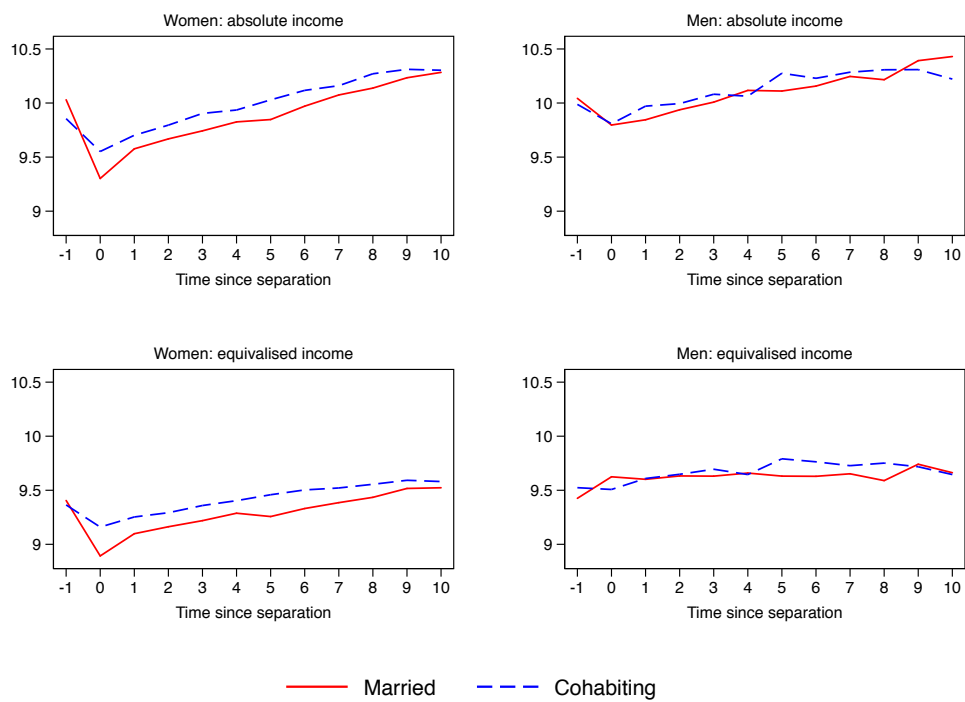 Women: absolute income
10.5
10
9.5
9
-1 0 1 2 3 4 5 6 7 8 9 10
Time since separation
Men: absolute income
10.5
10
9.5
9
-1 0 1 2 3 4 5 6 7 8 9 10
Time since separation
Women: equivalised income
10.5
10
9.5
9
-1 0 1 2 3 4 5 6 7 8 9 10
Time since separation
Men: equivalised income
10.5
10
9.5
9
-1 0 1 2 3 4 5 6 7 8 9 10
Time since separation
Married Cohabiting